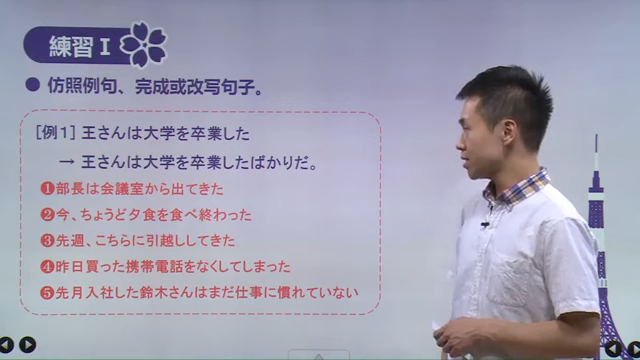 練習Ⅰ
● 仿照例句、完成或改写句子。
[例1] 王さんは大学を卒業した
→ 王さんは大学を卒業したばかりだ。
❶部長は会議室から出てきた
❷今、ちょうど夕食を食べ終わった
❸先週、こちらに引越ししてきた
❹昨日買った携帯電話をなくしてしまった
❺先月入社した鈴木さんはまだ仕事に慣れていない